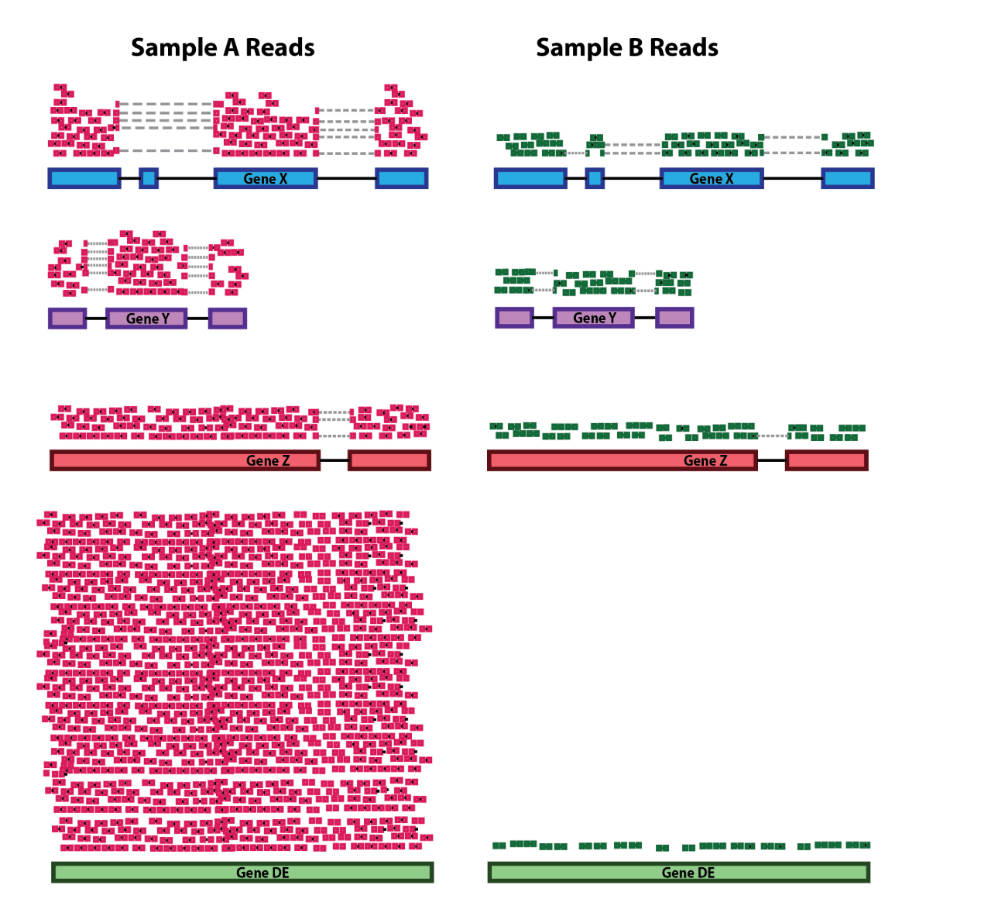 Sample A Reads
Sample B Reads
Gene X
Gene X
Gene Y
Gene Y
Gene Z
Gene Z
Gene DE
Gene DE